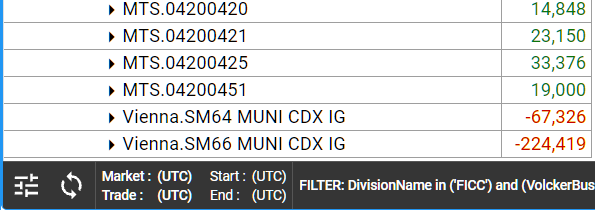 MTS.04200420 14,848
MTS.04200421 23,150
MTS.04200425 33,376
MTS.04200451 19,000
Vienna.SM64 MUNI CDX IG -67,326
Vienna.SM66 MUNI CDX IG -224,419
Market : (UTC) Start : (UTC)
Trade : (UTC) End : (UTC)
FILTER: DivisionName in ('FICC') and (VolckerBus